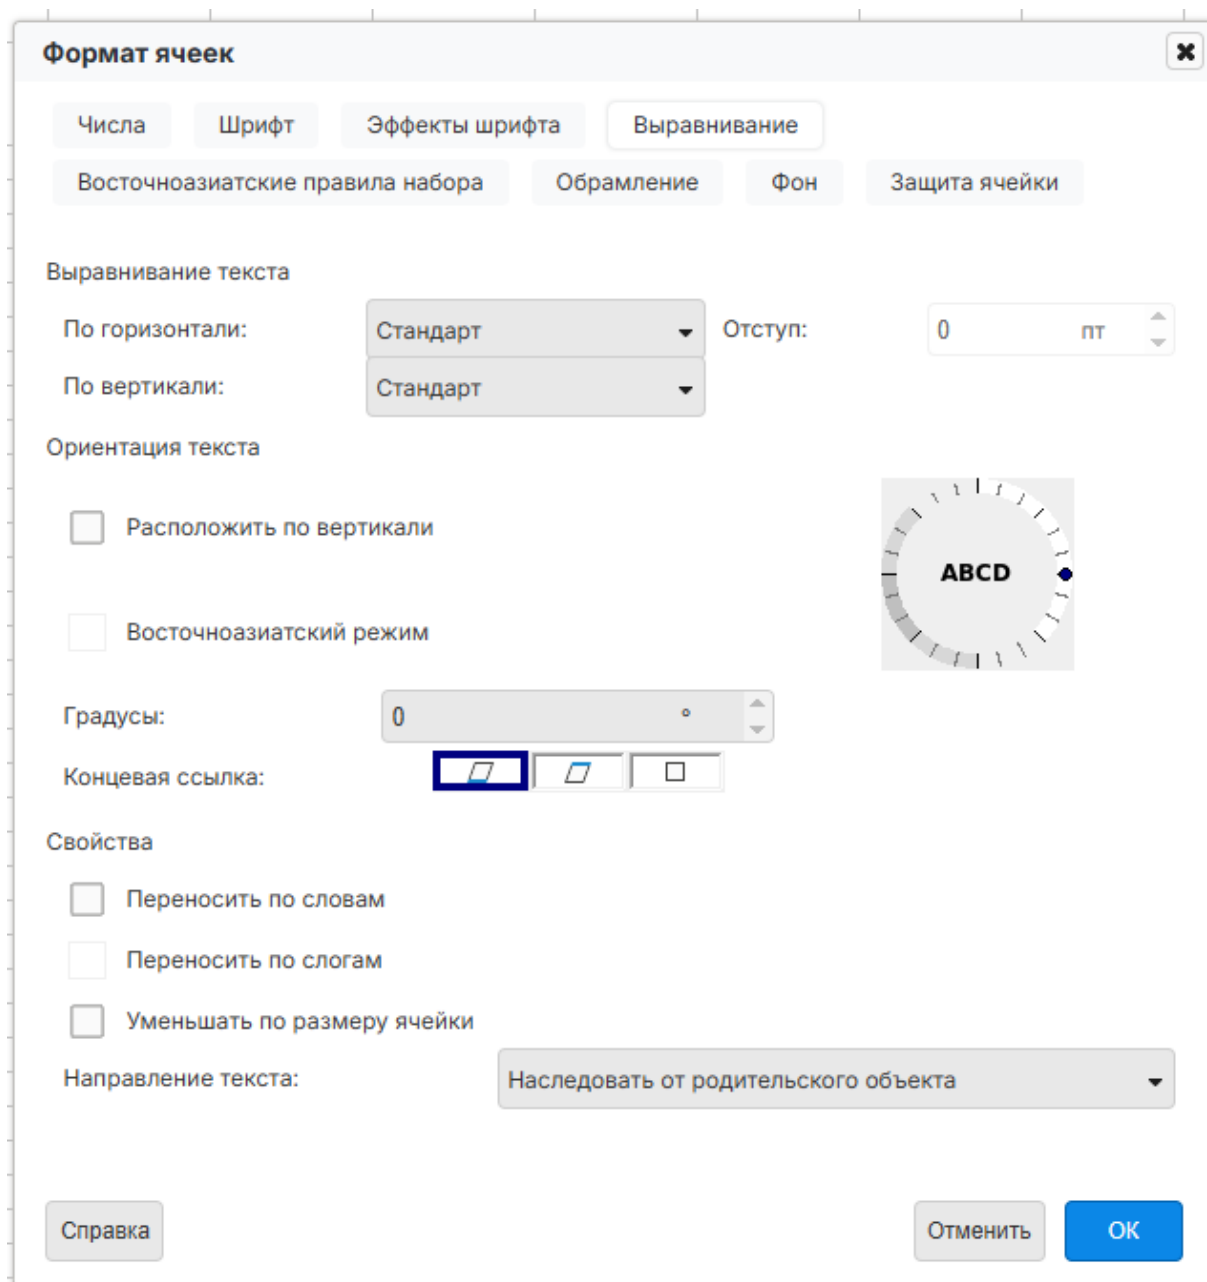 Формат ячеек
Числа Шрифт Эффекты шрифта Выравнивание
Восточноазиатские правила набора Обрамление Фон Защита ячейки
Выравнивание текста
По горизонтали: Стандарт Отступ: 0 пт
По вертикали: Стандарт
Ориентация текста
Расположить по вертикали
ABCD
Восточноазиатский режим
Градусы: 0 °
Концевая ссылка:
Свойства
Переносить по словам
Переносить по слогам
Уменьшать по размеру ячейки
Направление текста: Наследовать от родительского объекта
Справка Отменить ОК